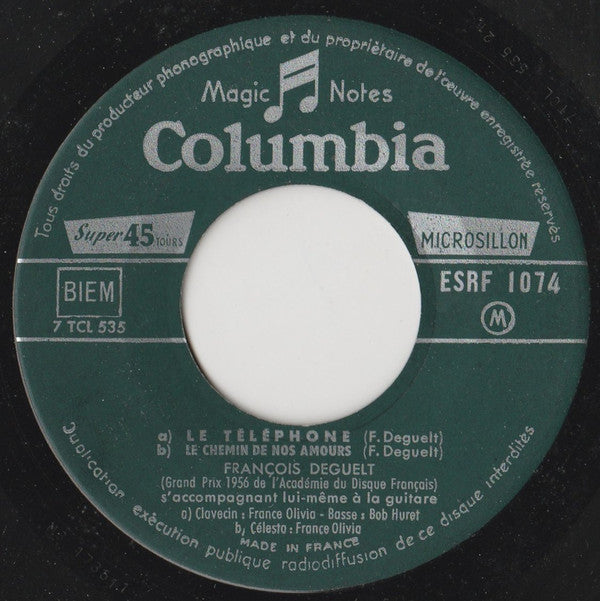 Tous droits du producteur phonographique et du propriétaire de l'œuvre enregistrée réservés
Magic Notes
Columbia
Super 45 TOURS
MICROSILLON
BIEM
7 TCL 535
ESRF 1074
M
a) LE TÉLÉPHONE (F. Deguelt)
b) LE CHEMIN DE NOS AMOURS (F. Deguelt)
FRANÇOIS DEGUELT
(Grand Prix 1956 de l'Académie du Disque Français)
s'accompagnant lui-même à la guitare
a) Clavecin : France Olivia - Basse : Bob Huret
b) Célesta : France Olivia
MADE IN FRANCE
Duplication exécution publique radiodiffusion de ce disque interdites